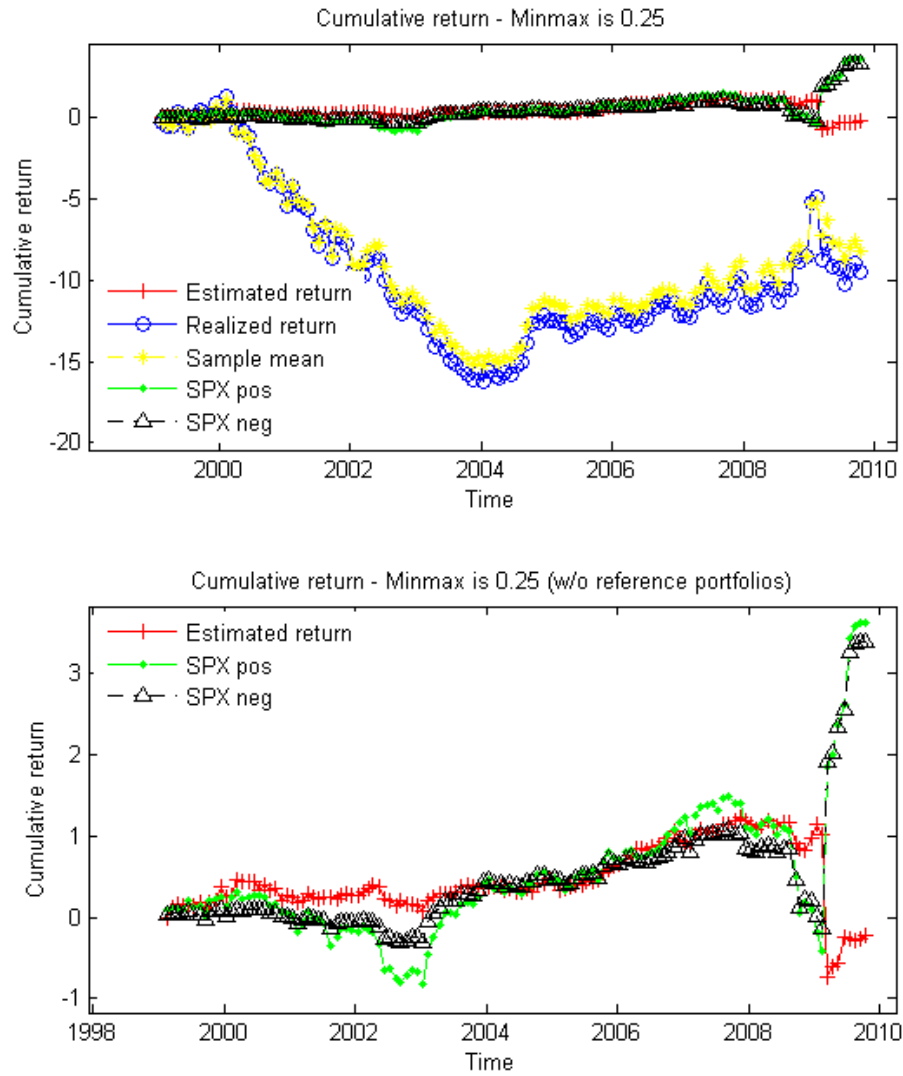 Cumulative return - Minmax is 0.25
Cumulative return
0
-5
-10
-15
-20
Estimated return
Realized return
Sample mean
SPX pos
SPX neg
2000 2002 2004 2006 2008 2010
Time
Cumulative return - Minmax is 0.25 (w/o reference portfolios)
Cumulative return
3
2
1
0
-1
Estimated return
SPX pos
SPX neg
1998 2000 2002 2004 2006 2008 2010
Time